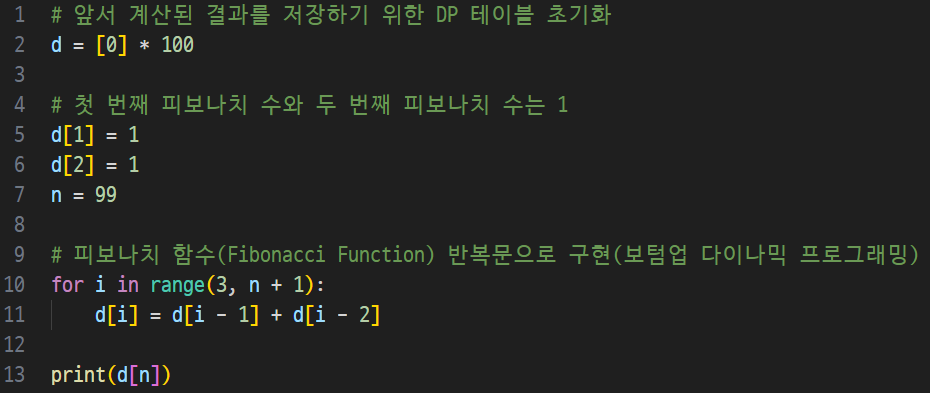 1 # 앞서 계산된 결과를 저장하기 위한 DP 테이블 초기화
2 d = [0] * 100
3
4 # 첫 번째 피보나치 수와 두 번째 피보나치 수는 1
5 d[1] = 1
6 d[2] = 1
7 n = 99
8
9 # 피보나치 함수(Fibonacci Function) 반복문으로 구현(보텀업 다이나믹 프로그래밍)
10 for i in range(3, n + 1):
11     d[i] = d[i - 1] + d[i - 2]
12
13 print(d[n])